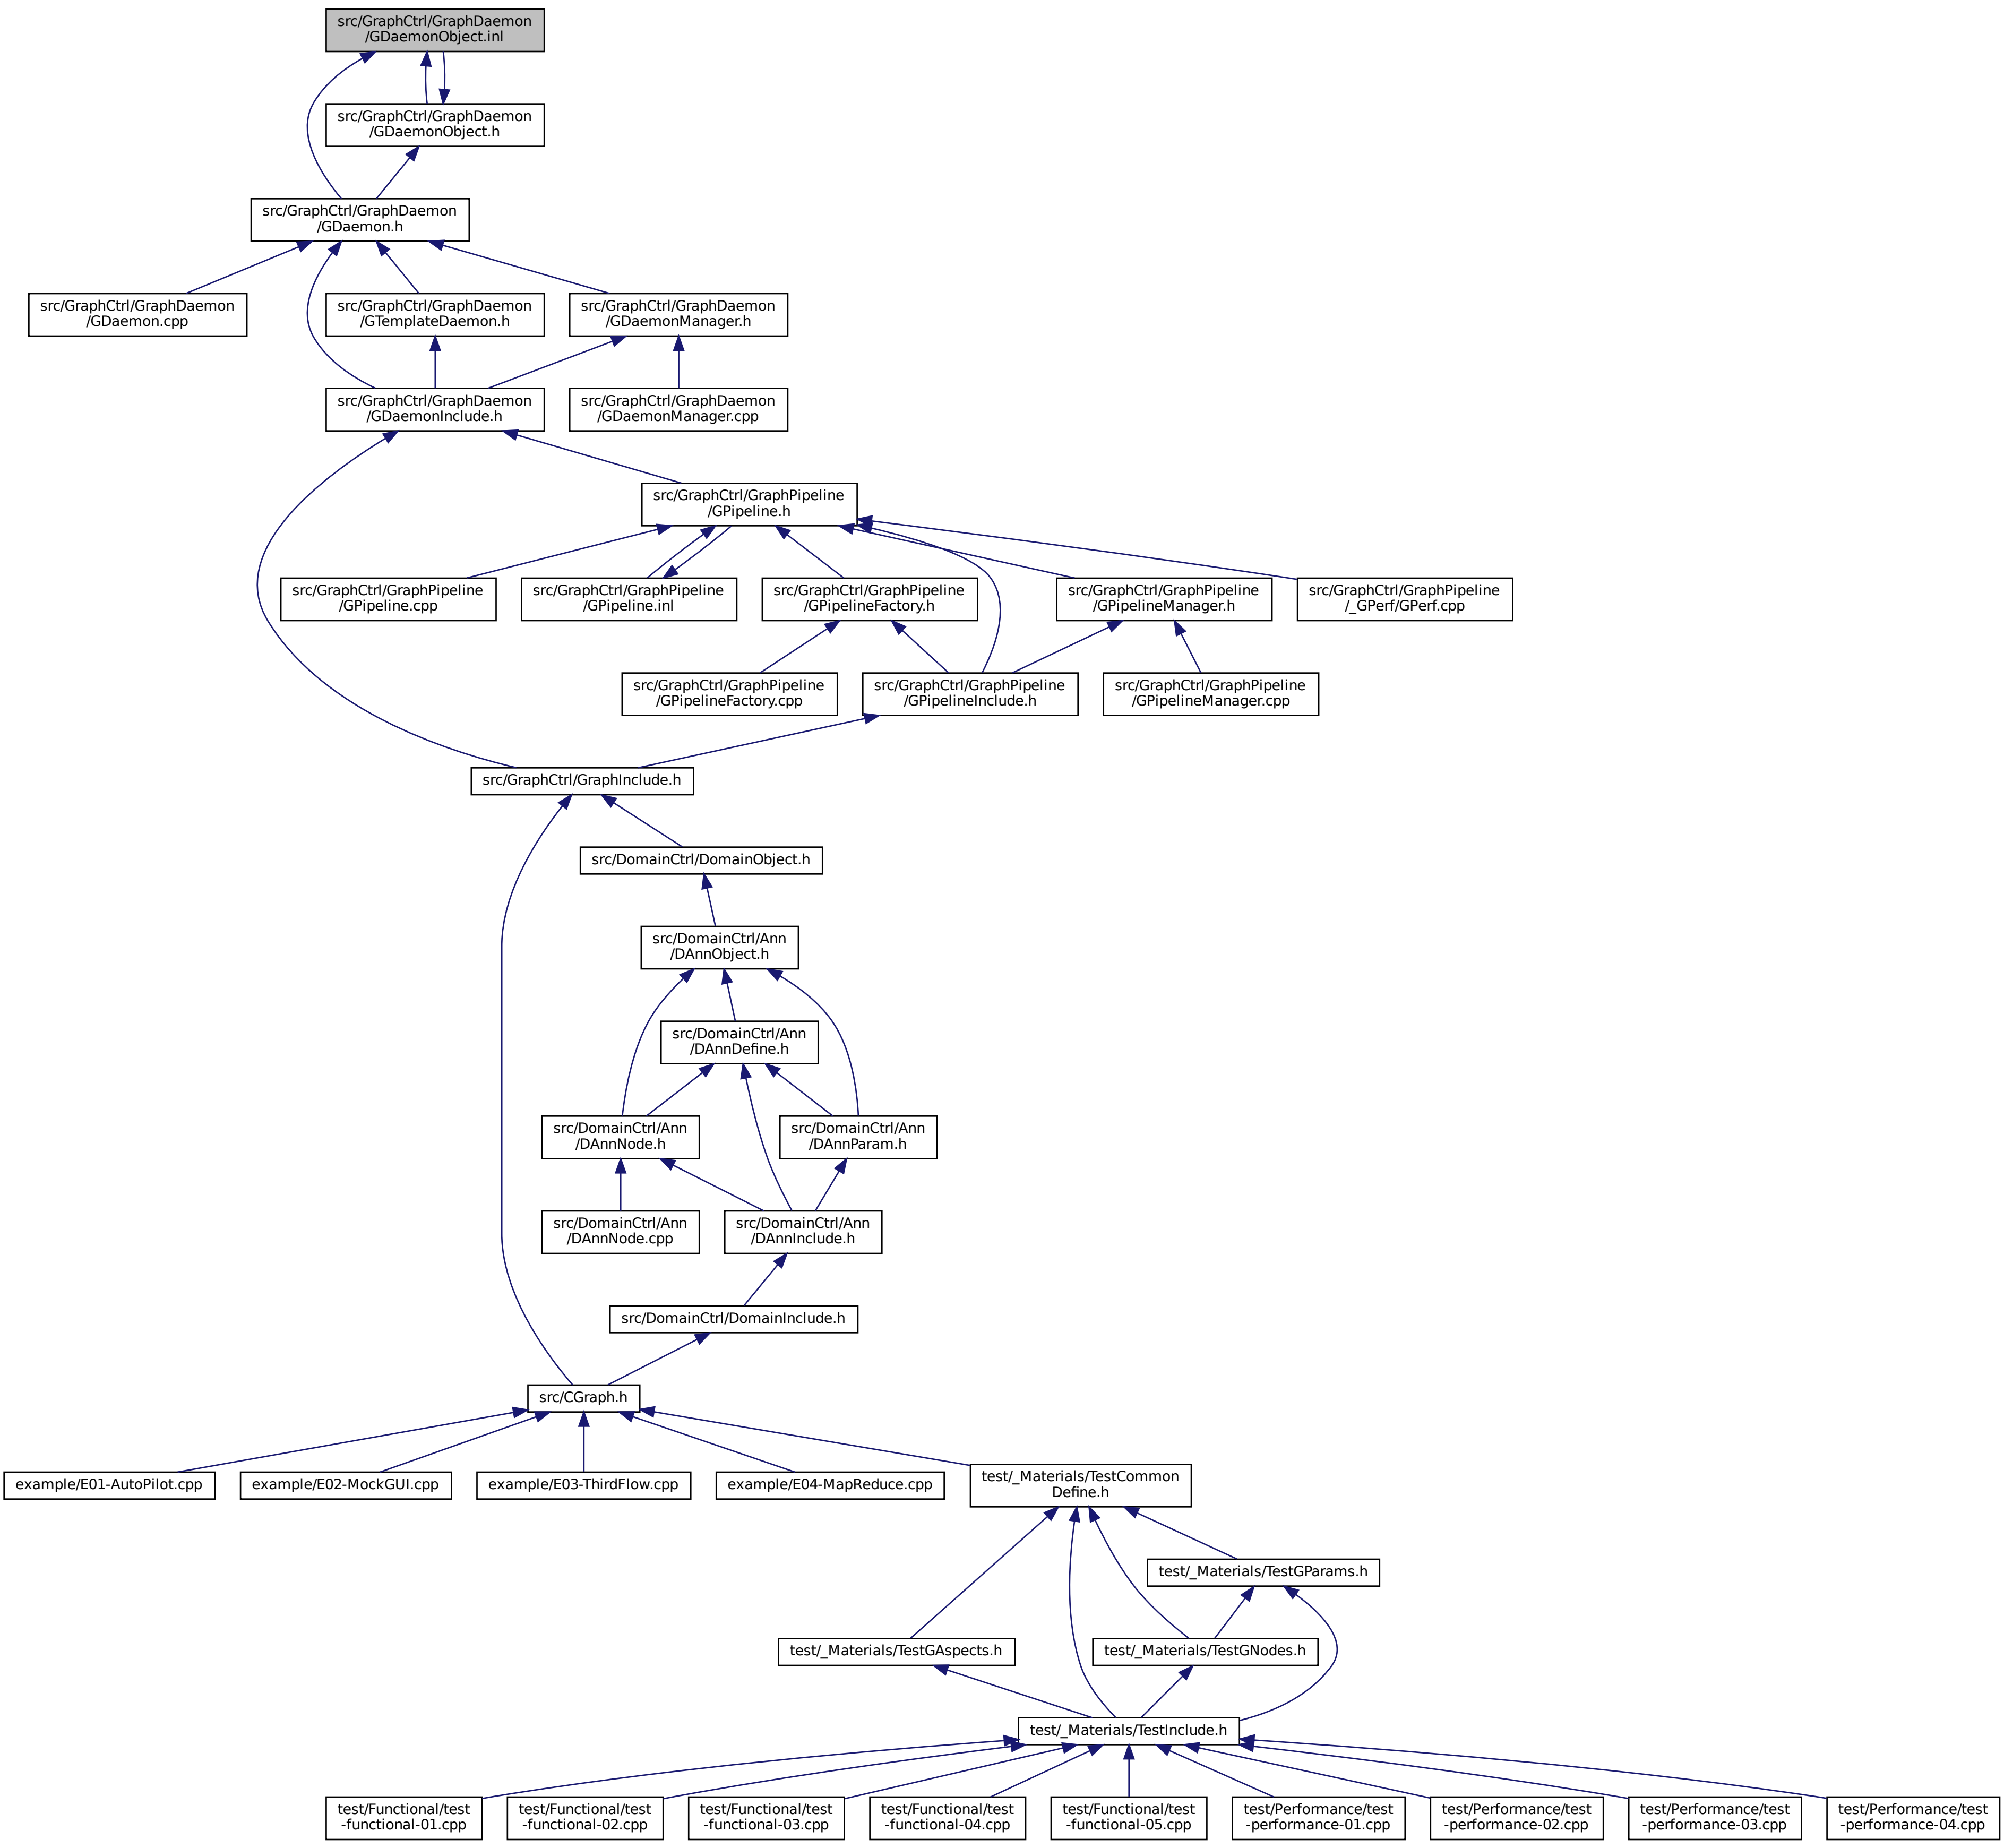 src/GraphCtrl/GraphDaemon
/GDaemonObject.inl
src/GraphCtrl/GraphDaemon
/GDaemonObject.h
src/GraphCtrl/GraphDaemon
/GDaemon.h
src/GraphCtrl/GraphDaemon
/GDaemon.cpp
src/GraphCtrl/GraphDaemon
/GTemplateDaemon.h
src/GraphCtrl/GraphDaemon
/GDaemonManager.h
src/GraphCtrl/GraphDaemon
/GDaemonInclude.h
src/GraphCtrl/GraphDaemon
/GDaemonManager.cpp
src/GraphCtrl/GraphPipeline
/GPipeline.h
src/GraphCtrl/GraphPipeline
/GPipeline.cpp
src/GraphCtrl/GraphPipeline
/GPipeline.inl
src/GraphCtrl/GraphPipeline
/GPipelineFactory.h
src/GraphCtrl/GraphPipeline
/GPipelineManager.h
src/GraphCtrl/GraphPipeline
/_GPerf/GPerf.cpp
src/GraphCtrl/GraphPipeline
/GPipelineFactory.cpp
src/GraphCtrl/GraphPipeline
/GPipelineInclude.h
src/GraphCtrl/GraphPipeline
/GPipelineManager.cpp
src/GraphCtrl/GraphInclude.h
src/DomainCtrl/DomainObject.h
src/DomainCtrl/Ann
/DAnnObject.h
src/DomainCtrl/Ann
/DAnnDefine.h
src/DomainCtrl/Ann
/DAnnNode.h
src/DomainCtrl/Ann
/DAnnParam.h
src/DomainCtrl/Ann
/DAnnNode.cpp
src/DomainCtrl/Ann
/DAnnInclude.h
src/DomainCtrl/DomainInclude.h
src/CGraph.h
example/E01-AutoPilot.cpp
example/E02-MockGUI.cpp
example/E03-ThirdFlow.cpp
example/E04-MapReduce.cpp
test/_Materials/TestCommon
Define.h
test/_Materials/TestGParams.h
test/_Materials/TestGAspects.h
test/_Materials/TestGNodes.h
test/_Materials/TestInclude.h
test/Functional/test
-functional-01.cpp
test/Functional/test
-functional-02.cpp
test/Functional/test
-functional-03.cpp
test/Functional/test
-functional-04.cpp
test/Functional/test
-functional-05.cpp
test/Performance/test
-performance-01.cpp
test/Performance/test
-performance-02.cpp
test/Performance/test
-performance-03.cpp
test/Performance/test
-performance-04.cpp